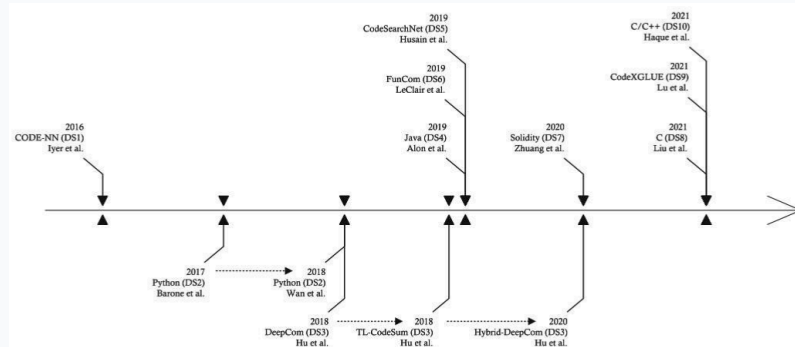 2019
CodeSearchNet (DS5)
Husain et al.
2019
FunCom (DS6)
LeClair et al.
2019
Java (DS4)
Alon et al.
2021
C/C++ (DS10)
Haque et al.
2021
CodeXGLUE (DS9)
Lu et al.
2021
C (DS8)
Liu et al.
2016
CODE-NN (DS1)
Iyer et al.
2020
Solidity (DS7)
Zhuang et al.
2017
Python (DS2)
Barone et al.
2018
Python (DS2)
Wan et al.
2018
DeepCom (DS3)
Hu et al.
2018
TL-CodeSum (DS3)
Hu et al.
2020
Hybrid-DeepCom (DS3)
Hu et al.